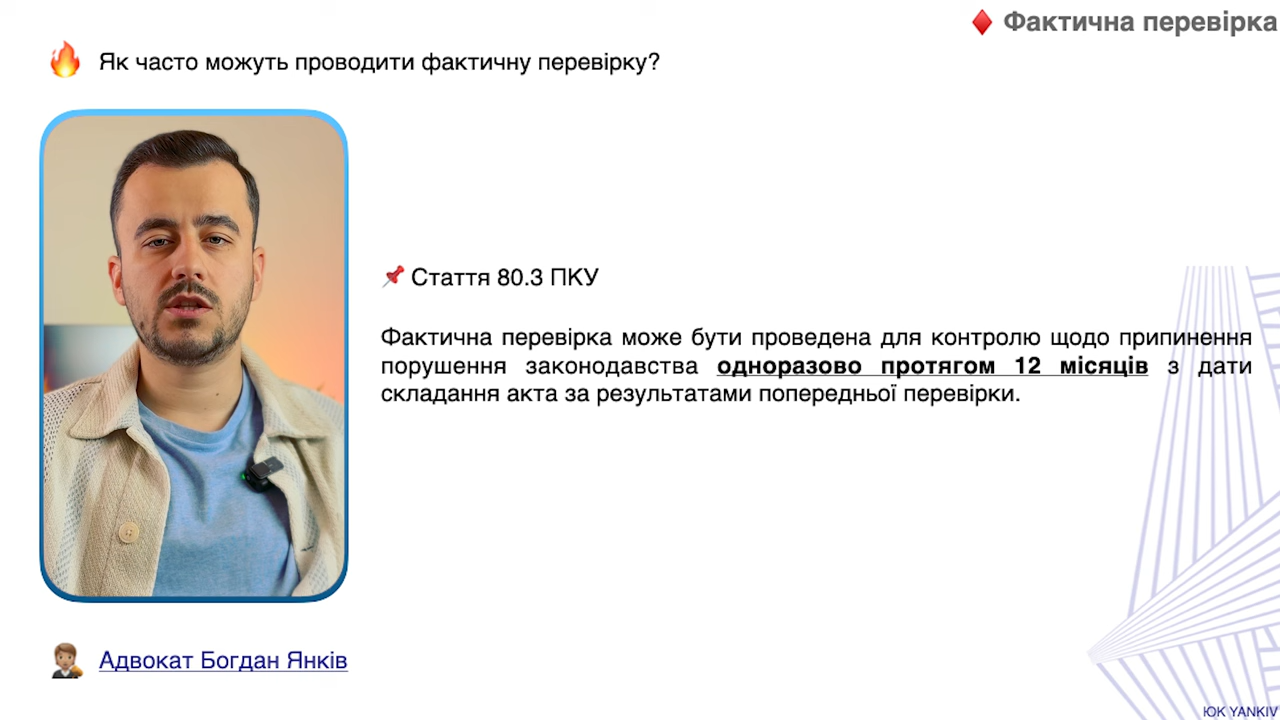 Фактична перевірка
Як часто можуть проводити фактичну перевірку?
Стаття 80.3 ПКУ
Фактична перевірка може бути проведена для контролю щодо припинення
порушення законодавства одноразово протягом 12 місяців з дати
складання акта за результатами попередньої перевірки.
Адвокат Богдан Янків
ЮК YANKIV